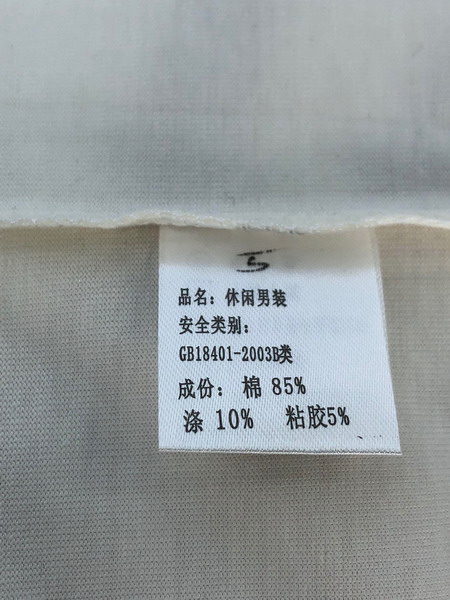 5
品名：休闲男装
安全类别：
GB18401-2003B类
成份：棉 85%
涤 10% 粘胶5%